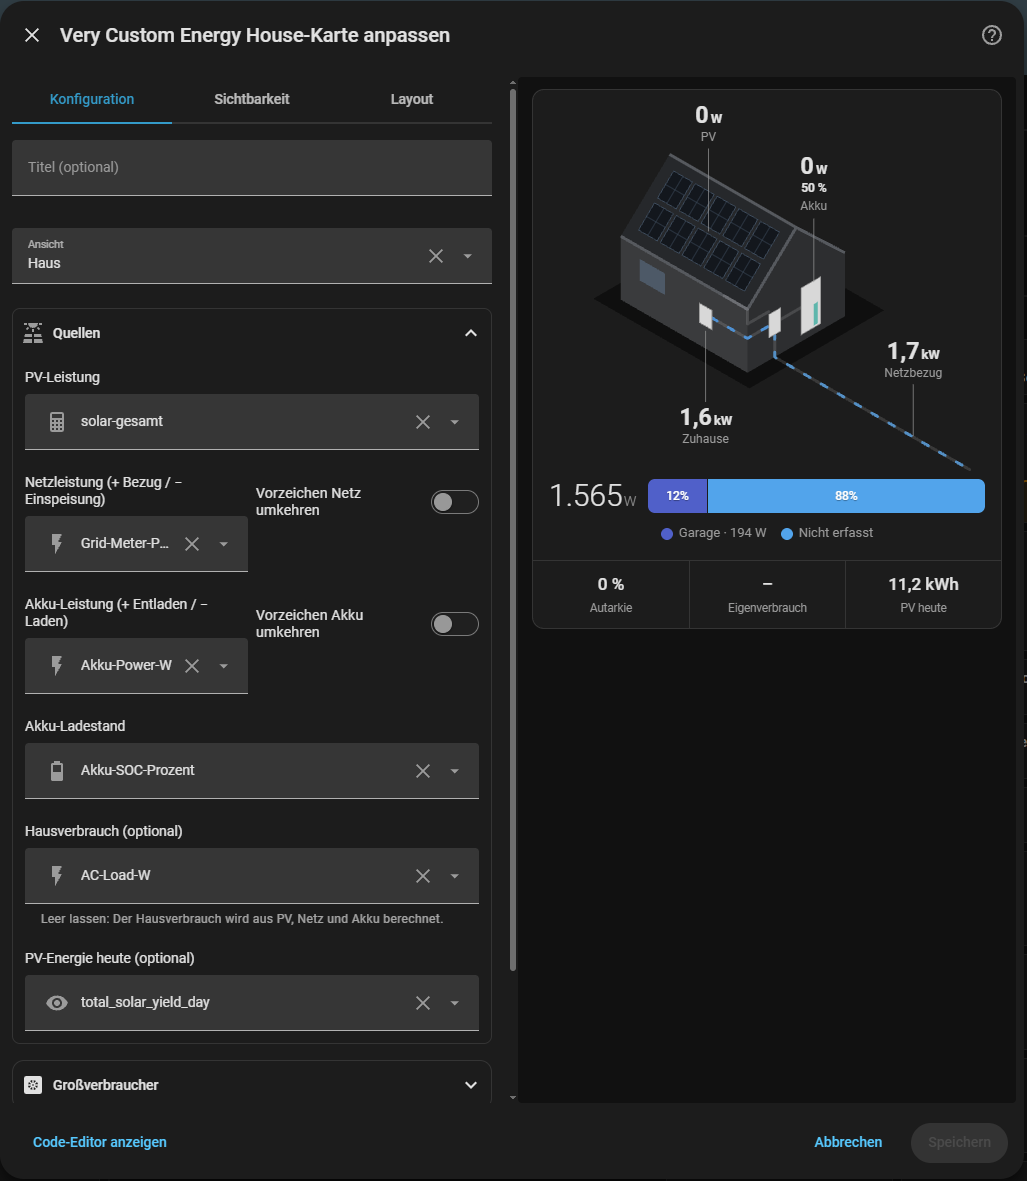 Very Custom Energy House-Karte anpassen
Konfiguration
Sichtbarkeit
Layout
Titel (optional)
Ansicht
Haus
Quellen
PV-Leistung
solar-gesamt
Netzleistung (+ Bezug / −
Einspeisung)
Vorzeichen Netz
umkehren
Grid-Meter-P...
Akku-Leistung (+ Entladen / −
Laden)
Vorzeichen Akku
umkehren
Akku-Power-W
Akku-Ladestand
Akku-SOC-Prozent
Hausverbrauch (optional)
AC-Load-W
Leer lassen: Der Hausverbrauch wird aus PV, Netz und Akku berechnet.
PV-Energie heute (optional)
total_solar_yield_day
Großverbraucher
0 W
PV
0 W
50 %
Akku
1,7 kW
Netzbezug
1,6 kW
Zuhause
1.565 W
12%
88%
Garage · 194 W
Nicht erfasst
0 %
Autarkie
–
Eigenverbrauch
11,2 kWh
PV heute
Code-Editor anzeigen
Abbrechen
Speichern